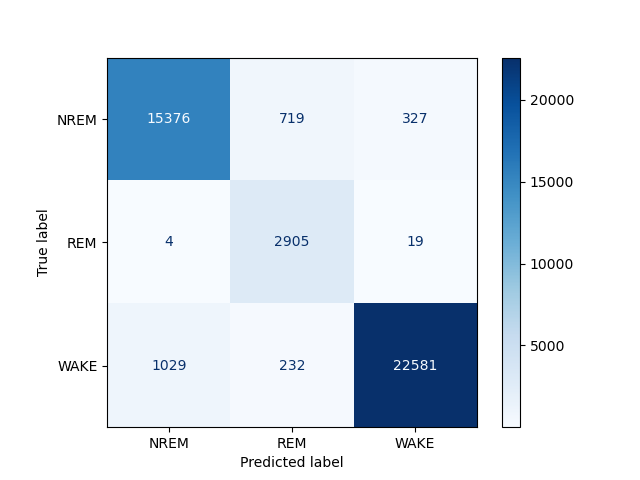 NREM 15376 719 327
REM 4 2905 19
WAKE 1029 232 22581
NREM REM WAKE
Predicted label
True label
20000
15000
10000
5000